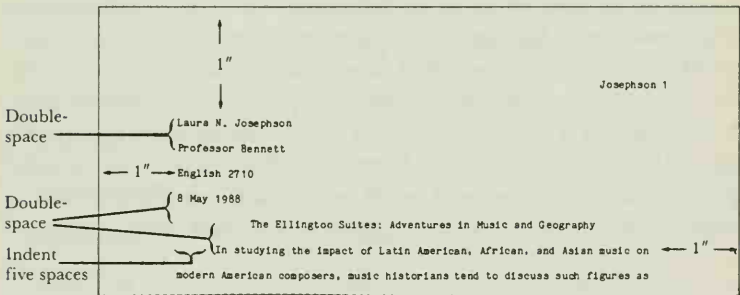 1"
Josephson 1
Double-
space
Laura N. Josephson
Professor Bennett
1"
English 2710
Double-
space
8 May 1988
The Ellington Suites: Adventures in Music and Geography
Indent
five spaces
In studying the impact of Latin American, African, and Asian music on
1"
modern American composers, music historians tend to discuss such figures as